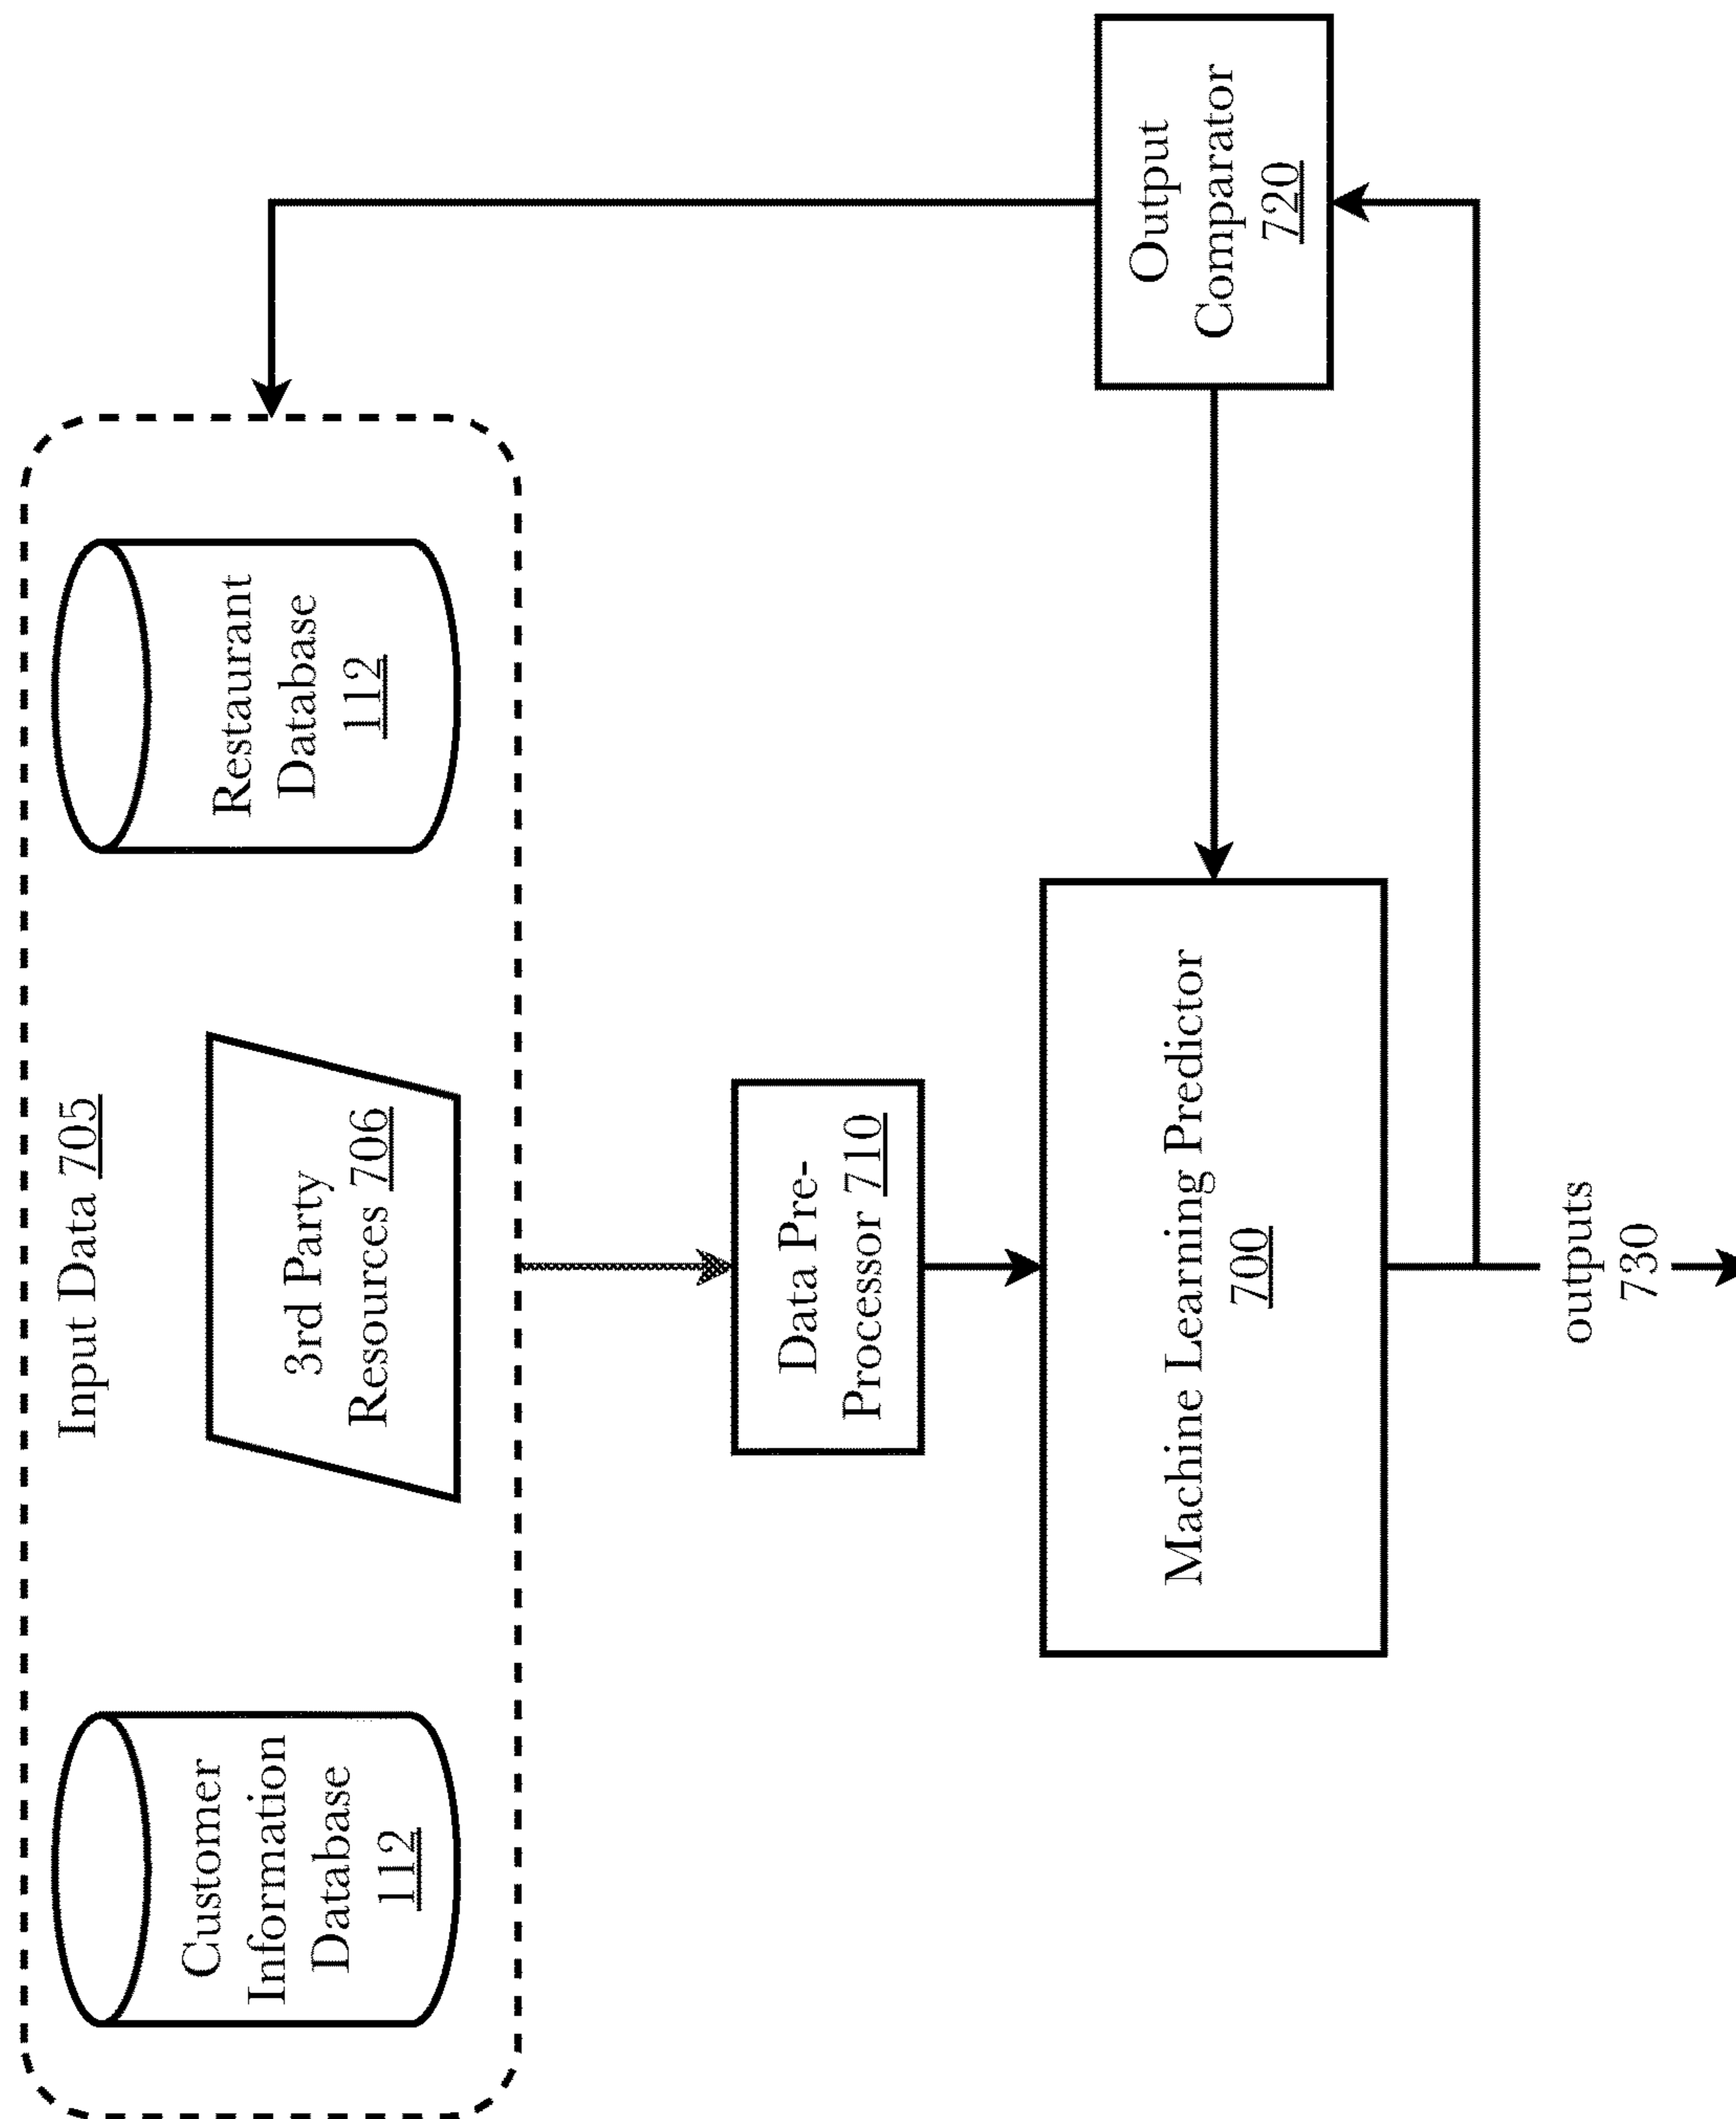 Input Data 705
Customer
Information
Database
112
3rd Party
Resources 706
Restaurant
Database
112
Data Pre-
Processor 710
Machine Learning Predictor
700
Output
Comparator
720
outputs
730